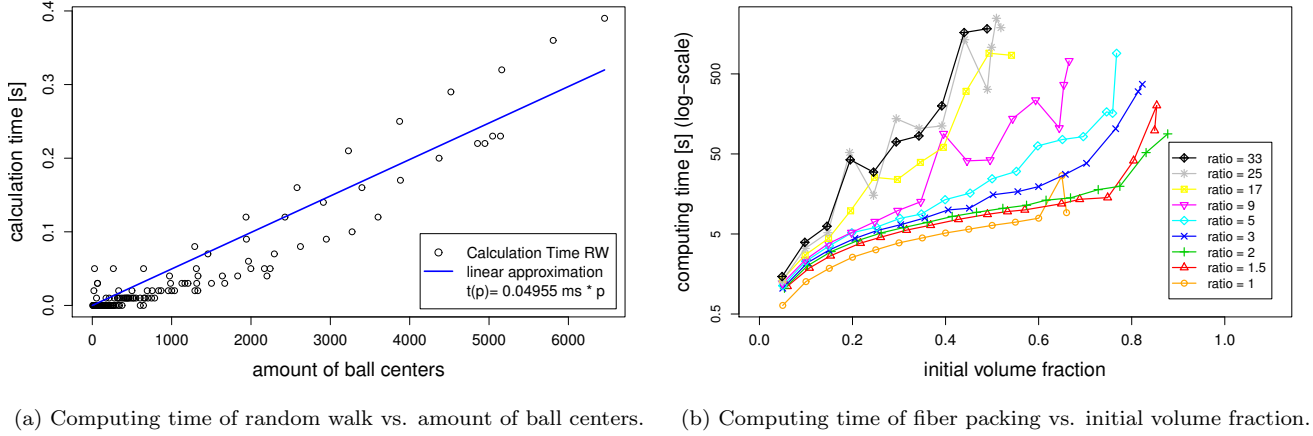 calculation time [s]
0.4
0.3
0.2
0.1
0.0
Calculation Time RW
linear approximation
t(p)= 0.04955 ms * p
0 1000 2000 3000 4000 5000 6000
amount of ball centers
(a) Computing time of random walk vs. amount of ball centers.
computing time [s] (log−scale)
500
50
5
0.5
ratio = 33
ratio = 25
ratio = 17
ratio = 9
ratio = 5
ratio = 3
ratio = 2
ratio = 1.5
ratio = 1
0.0 0.2 0.4 0.6 0.8 1.0
initial volume fraction
(b) Computing time of fiber packing vs. initial volume fraction.